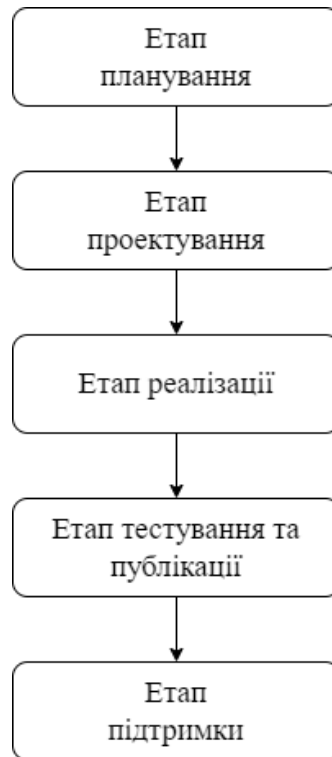 Етап
планування
Етап
проектування
Етап реалізації
Етап тестування та
публікації
Етап
підтримки